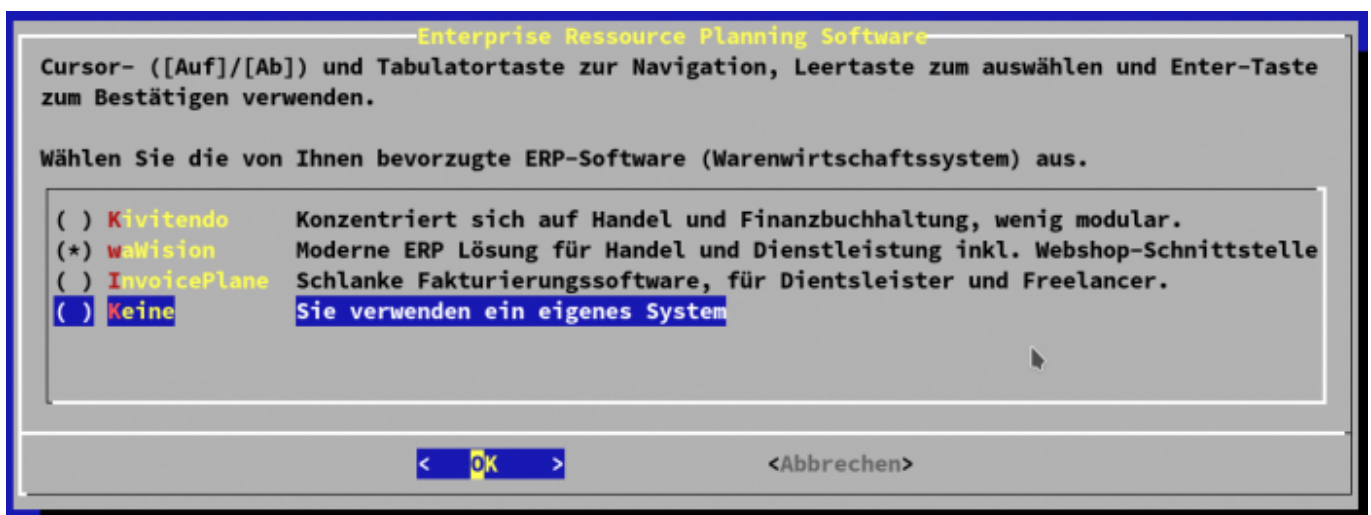 Enterprise Ressource Planning Software
Cursor- ([Auf]/[Ab]) und Tabulatortaste zur Navigation, Leertaste zum auswählen und Enter-Taste
zum Bestätigen verwenden.
Wählen Sie die von Ihnen bevorzugte ERP-Software (Warenwirtschaftssystem) aus.
( ) Kivitendo Konzentriert sich auf Handel und Finanzbuchhaltung, wenig modular.
(*) waWision Moderne ERP Lösung für Handel und Dienstleistung inkl. Webshop-Schnittstelle
( ) InvoicePlane Schlanke Fakturierungssoftware, für Dientsleister und Freelancer.
( ) Keine Sie verwenden ein eigenes System
< OK > <Abbrechen>